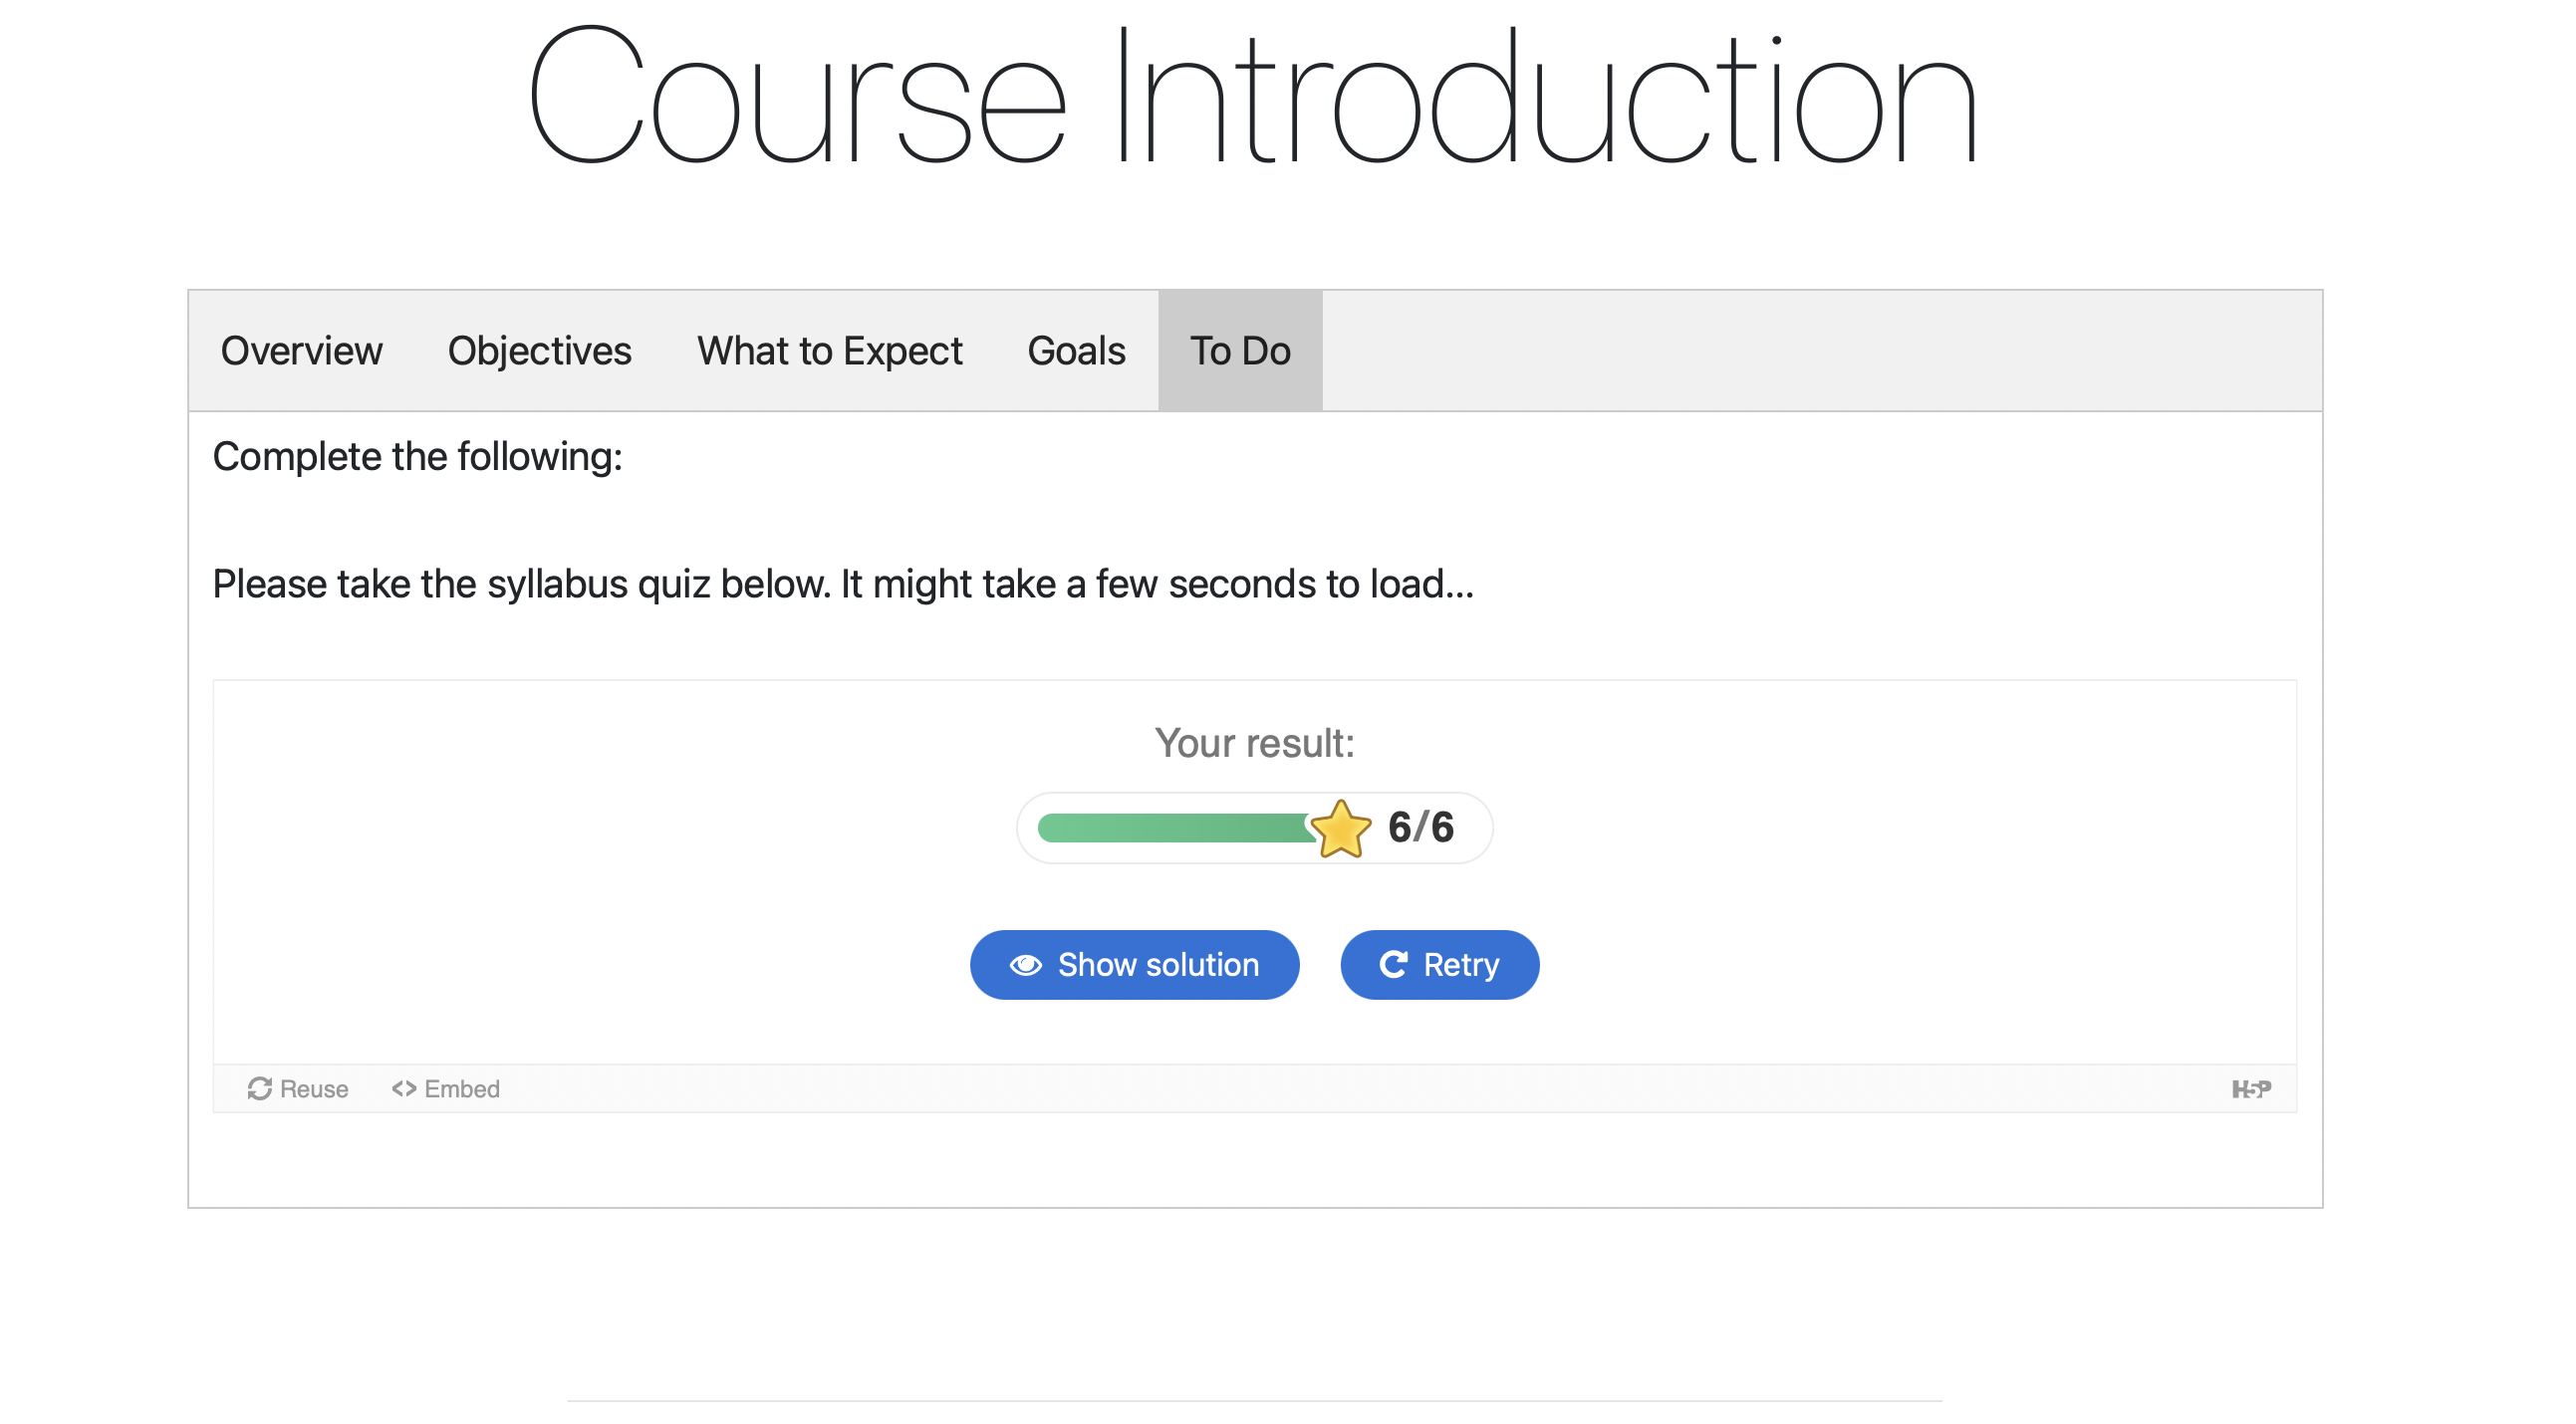 Course Introduction
Overview Objectives What to Expect Goals To Do
Complete the following:
Please take the syllabus quiz below. It might take a few seconds to load...
Your result:
6/6
Show solution Retry
Reuse Embed H5P